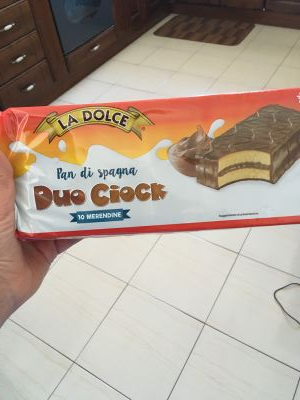 LA DOLCE
Pan di spagna
Duo Ciock
10 MERENDINE